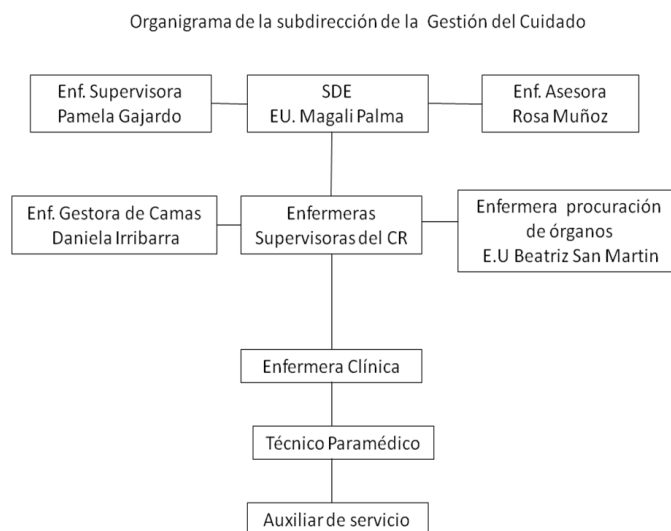 Organigrama de la subdirección de la Gestión del Cuidado
Enf. Supervisora
Pamela Gajardo
SDE
EU. Magali Palma
Enf. Asesora
Rosa Muñoz
Enf. Gestora de Camas
Daniela Irribarra
Enfermeras
Supervisoras del CR
Enfermera procuración
de órganos
E.U Beatriz San Martin
Enfermera Clínica
Técnico Paramédico
Auxiliar de servicio